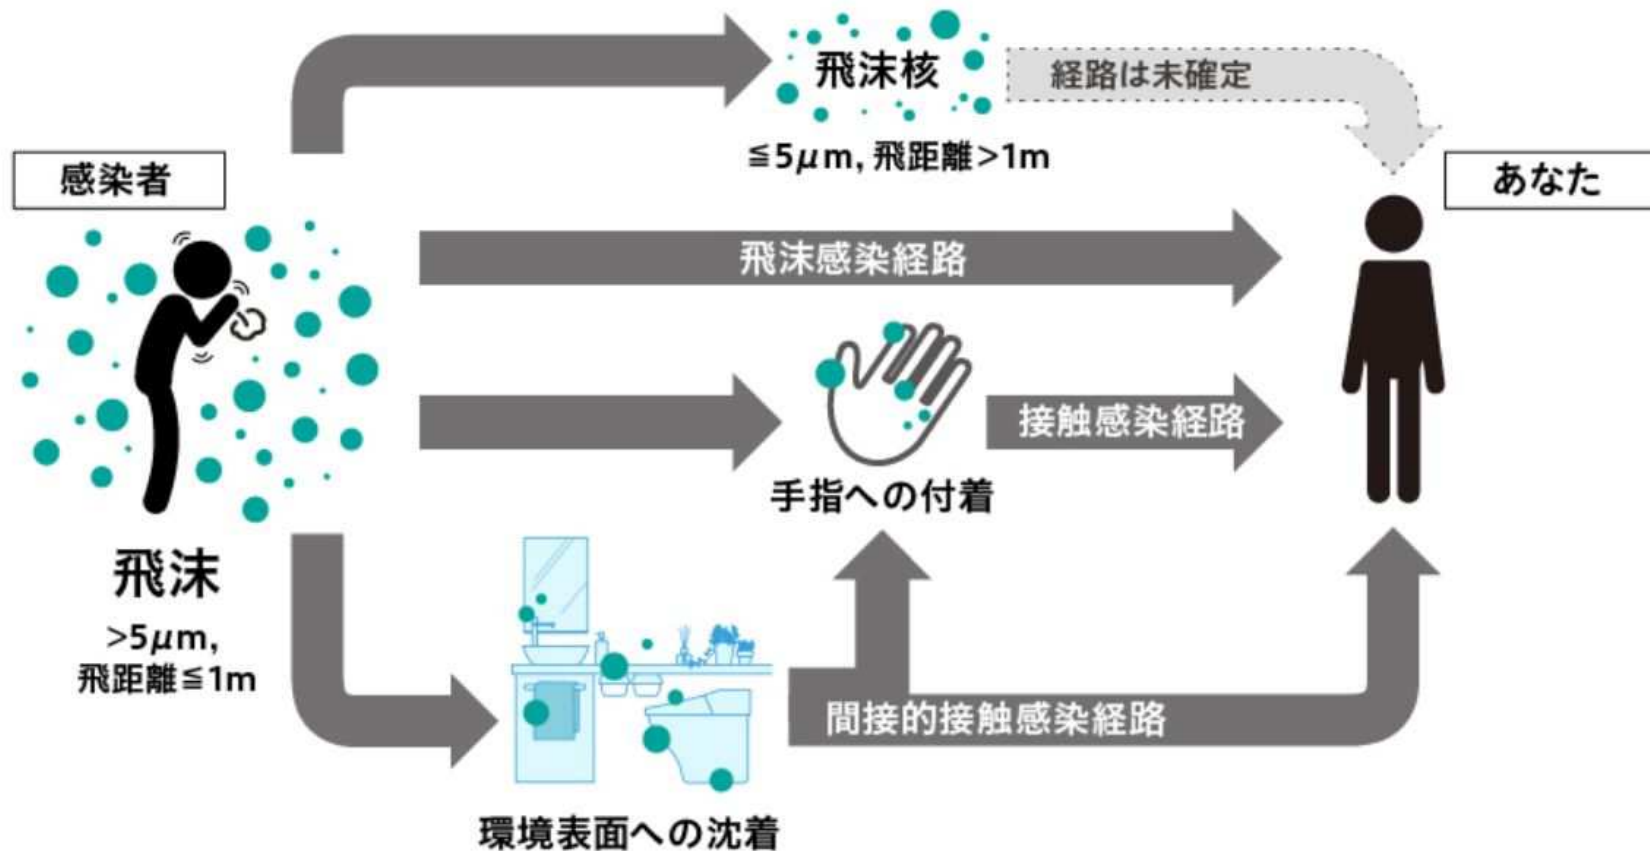 飛沫核
経路は未確定
≦5μm, 飛距離>1m
感染者
あなた
飛沫感染経路
接触感染経路
手指への付着
飛沫
>5μm,
飛距離≦1m
間接的接触感染経路
環境表面への沈着